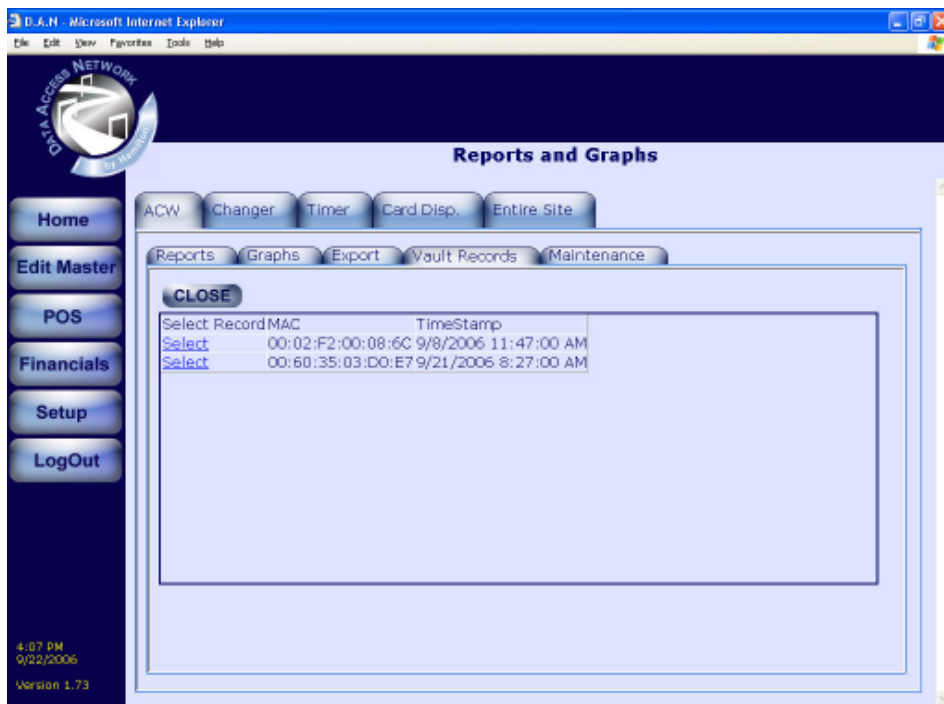 D.A.N - Microsoft Internet Explorer
File Edit View Favorites Tools Help
DATA ACCESS NETWORK
by Hamilton
Reports and Graphs
Home
Edit Master
POS
Financials
Setup
LogOut
ACW Changer Timer Card Disp. Entire Site
Reports Graphs Export Vault Records Maintenance
CLOSE
Select Record MAC TimeStamp
Select 00:02:F2:00:08:6C 9/8/2006 11:47:00 AM
Select 00:60:35:03:D0:E7 9/21/2006 8:27:00 AM
4:07 PM
9/22/2006
Version 1.73